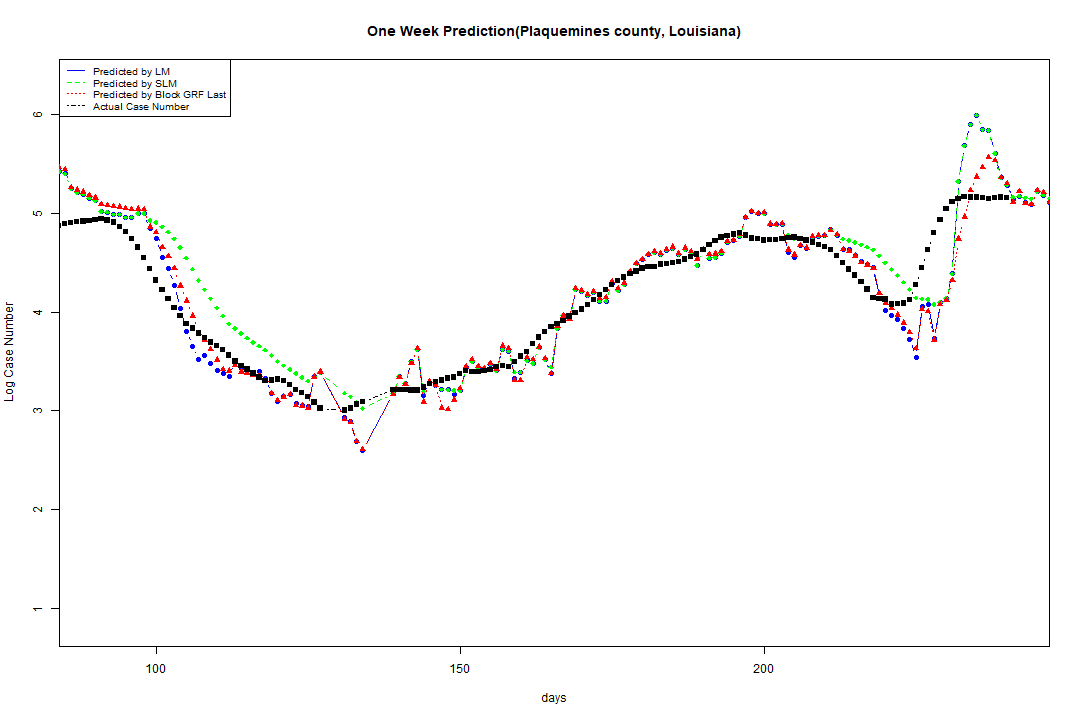 One Week Prediction(Plaquemines county, Louisiana)
Predicted by LM
Predicted by SLM
Predicted by Block GRF Last
Actual Case Number
6
5
4
3
2
1
Log Case Number
100 150 200
days